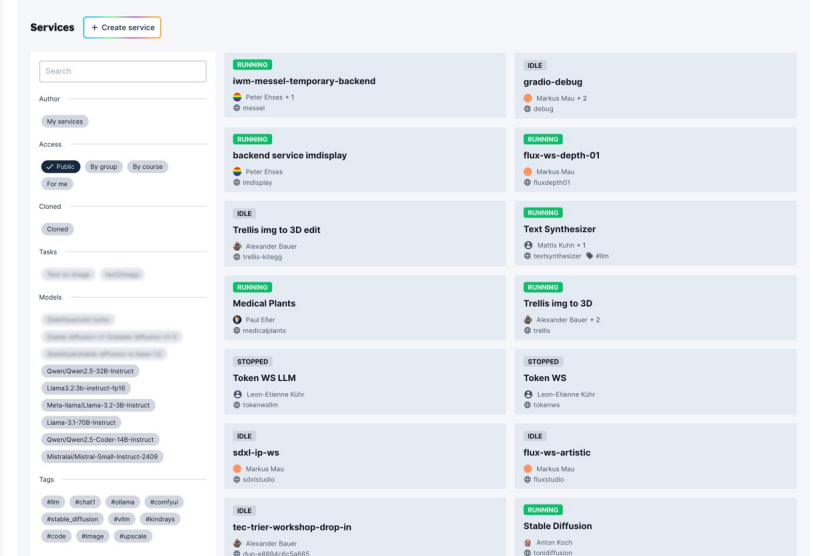 Services + Create service
Search
Author
My services
Access
Public By group By course
For me
Cloned
Cloned
Tasks
Models
Qwen/Qwen2.5-32B-Instruct
Llama3.2:3b-instruct-fp16
Meta-llama/Llama-3.2-3B-Instruct
Llama-3.1-70B-Instruct
Qwen/Qwen2.5-Coder-14B-Instruct
Mistralai/Mistral-Small-Instruct-2409
Tags
#llm #chat1 #ollama #comfyui
#stable_diffusion #vllm #kindrays
#code #image #upscale
RUNNING
iwm-messel-temporary-backend
Peter Ehses + 1
messel
IDLE
gradio-debug
Markus Mau + 2
debug
RUNNING
backend service imdisplay
Peter Ehses
imdisplay
RUNNING
flux-ws-depth-01
Markus Mau
fluxdepth01
IDLE
Trellis img to 3D edit
Alexander Bauer
trellis-kitegg
RUNNING
Text Synthesizer
Mattis Kuhn + 1
textsynthesizer #llm
RUNNING
Medical Plants
Paul Eßer
medicalplants
RUNNING
Trellis img to 3D
Alexander Bauer + 2
trellis
STOPPED
Token WS LLM
Leon-Etienne Kühr
tokenwsllm
STOPPED
Token WS
Leon-Etienne Kühr
tokenws
IDLE
sdxl-ip-ws
Markus Mau
sdxlstudio
IDLE
flux-ws-artistic
Markus Mau
fluxstudio
IDLE
tec-trier-workshop-drop-in
Alexander Bauer
dup-e8894c6c5a685
RUNNING
Stable Diffusion
Anton Koch
tonidiffusion